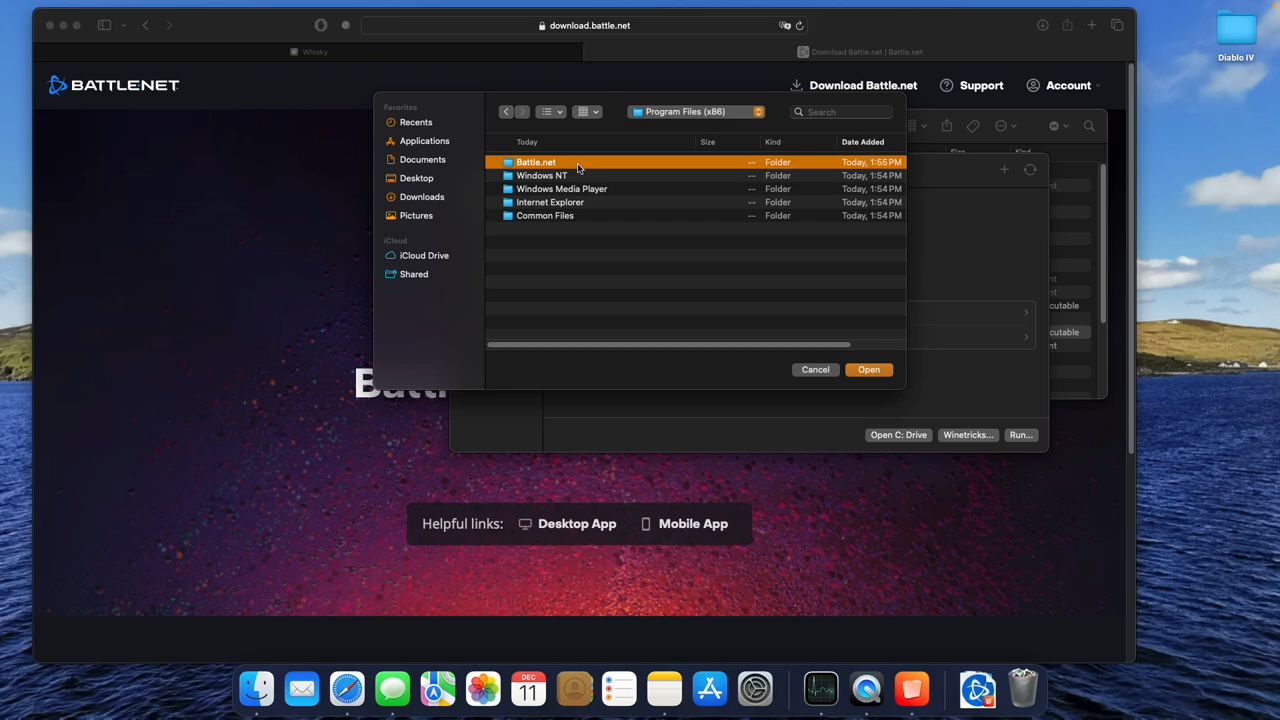 download.battle.net
Whisky
Download Battle.net | Battle.net
Diablo IV
BATTLE.NET
Download Battle.net
Support
Account
Favorites
Recents
Applications
Documents
Desktop
Downloads
Pictures
iCloud
iCloud Drive
Shared
Program Files (x86)
Search
Today Size Kind Date Added
Battle.net -- Folder Today, 1:55 PM
Windows NT -- Folder Today, 1:54 PM
Windows Media Player -- Folder Today, 1:54 PM
Internet Explorer -- Folder Today, 1:54 PM
Common Files -- Folder Today, 1:54 PM
Cancel Open
Open C: Drive Winetricks... Run...
Helpful links: Desktop App Mobile App
DEC
11